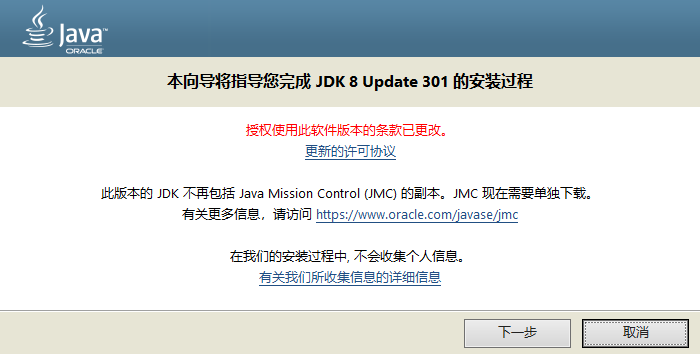 Java™
ORACLE
本向导将指导您完成 JDK 8 Update 301 的安装过程
授权使用此软件版本的条款已更改。
更新的许可协议
此版本的 JDK 不再包括 Java Mission Control (JMC) 的副本。JMC 现在需要单独下载。
有关更多信息，请访问 https://www.oracle.com/javase/jmc
在我们的安装过程中, 不会收集个人信息。
有关我们所收集信息的详细信息
下一步
取消